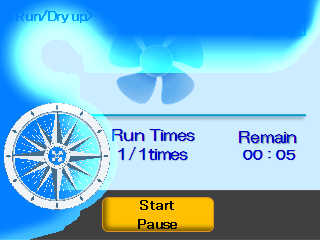 Run/Dry up>
Run Times
Remain
1/1times
00:05
Start
Pause